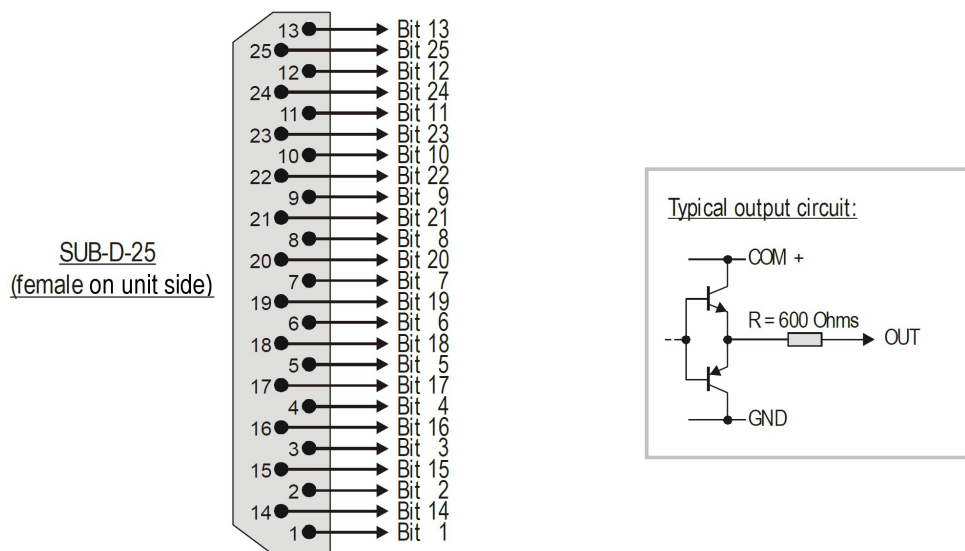 13 Bit 13
25 Bit 25
12 Bit 12
24 Bit 24
11 Bit 11
23 Bit 23
10 Bit 10
22 Bit 22
9 Bit 9
21 Bit 21
8 Bit 8
20 Bit 20
7 Bit 7
19 Bit 19
6 Bit 6
18 Bit 18
5 Bit 5
17 Bit 17
4 Bit 4
16 Bit 16
3 Bit 3
15 Bit 15
2 Bit 2
14 Bit 14
1 Bit 1
SUB-D-25
(female on unit side)
Typical output circuit:
COM +
R = 600 Ohms
OUT
GND